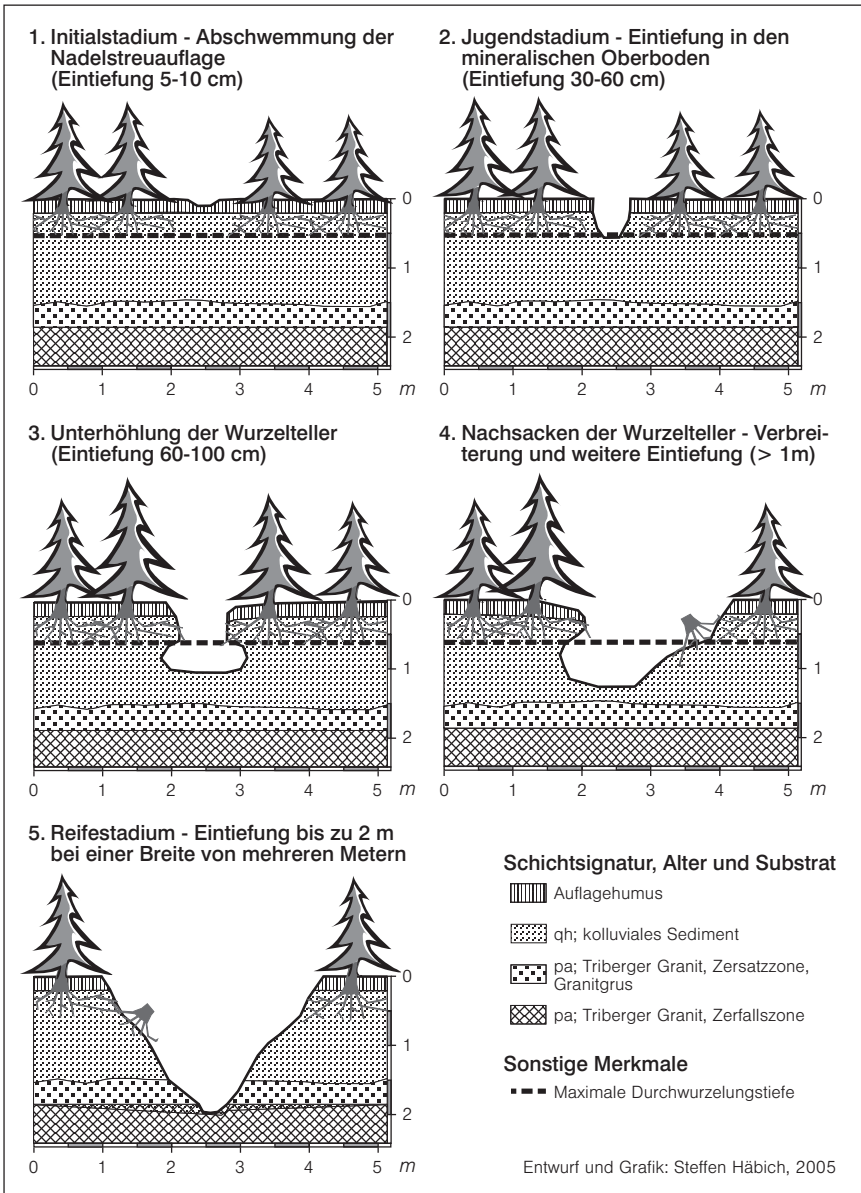 1. Initialstadium - Abschwemmung der
Nadelstreuauflage
(Eintiefung 5-10 cm)
0
1
2
0 1 2 3 4 5 m
2. Jugendstadium - Eintiefung in den
mineralischen Oberboden
(Eintiefung 30-60 cm)
0
1
2
0 1 2 3 4 5 m
3. Unterhöhlung der Wurzelteller
(Eintiefung 60-100 cm)
0
1
2
0 1 2 3 4 5 m
4. Nachsacken der Wurzelteller - Verbrei-
terung und weitere Eintiefung (> 1m)
0
1
2
0 1 2 3 4 5 m
5. Reifestadium - Eintiefung bis zu 2 m
bei einer Breite von mehreren Metern
0
1
2
0 1 2 3 4 5 m
Schichtsignatur, Alter und Substrat
Auflagehumus
qh; kolluviales Sediment
pa; Triberger Granit, Zersatzzone,
Granitgrus
pa; Triberger Granit, Zerfallszone
Sonstige Merkmale
Maximale Durchwurzelungstiefe
Entwurf und Grafik: Steffen Häbich, 2005